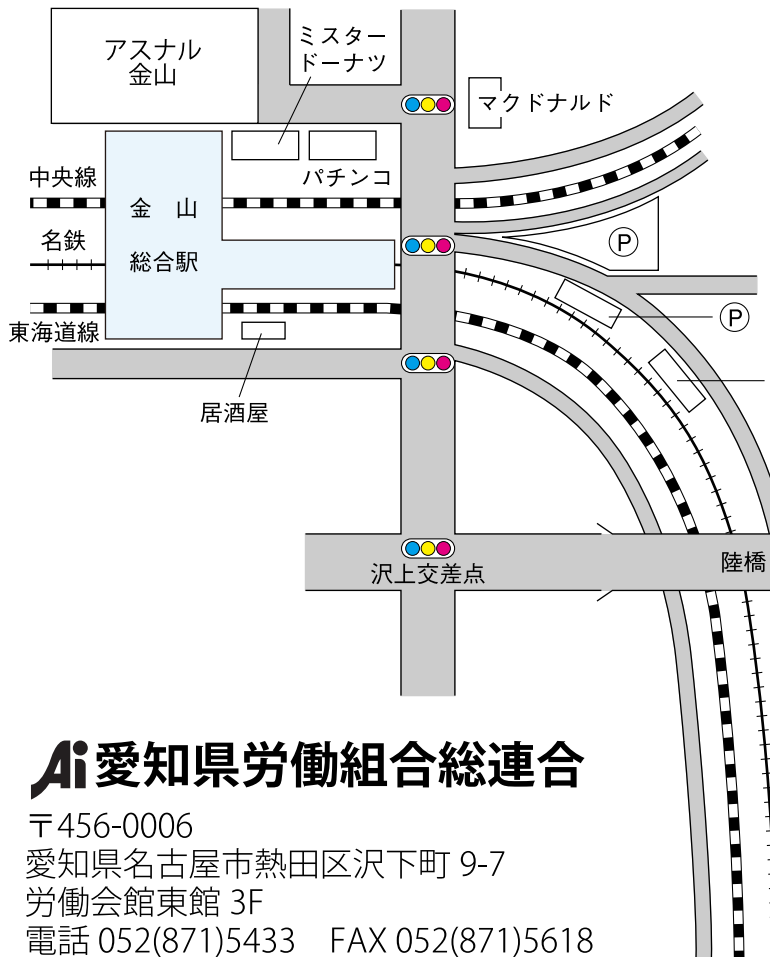 アスナル
金山
ミスター
ドーナツ
マクドナルド
パチンコ
中央線
金　山
名鉄
総合駅
P
P
東海道線
居酒屋
沢上交差点
陸橋
Ai 愛知県労働組合総連合
〒456-0006
愛知県名古屋市熱田区沢下町 9-7
労働会館東館 3F
電話 052(871)5433　FAX 052(871)5618